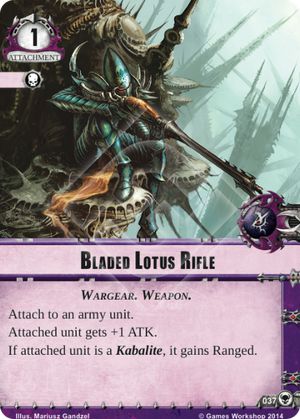 1
ATTACHMENT
BLADED LOTUS RIFLE
WARGEAR. WEAPON.
Attach to an army unit.
Attached unit gets +1 ATK.
If attached unit is a Kabalite, it gains Ranged.
037
Illus. Mariusz Gandzel
© Games Workshop 2014